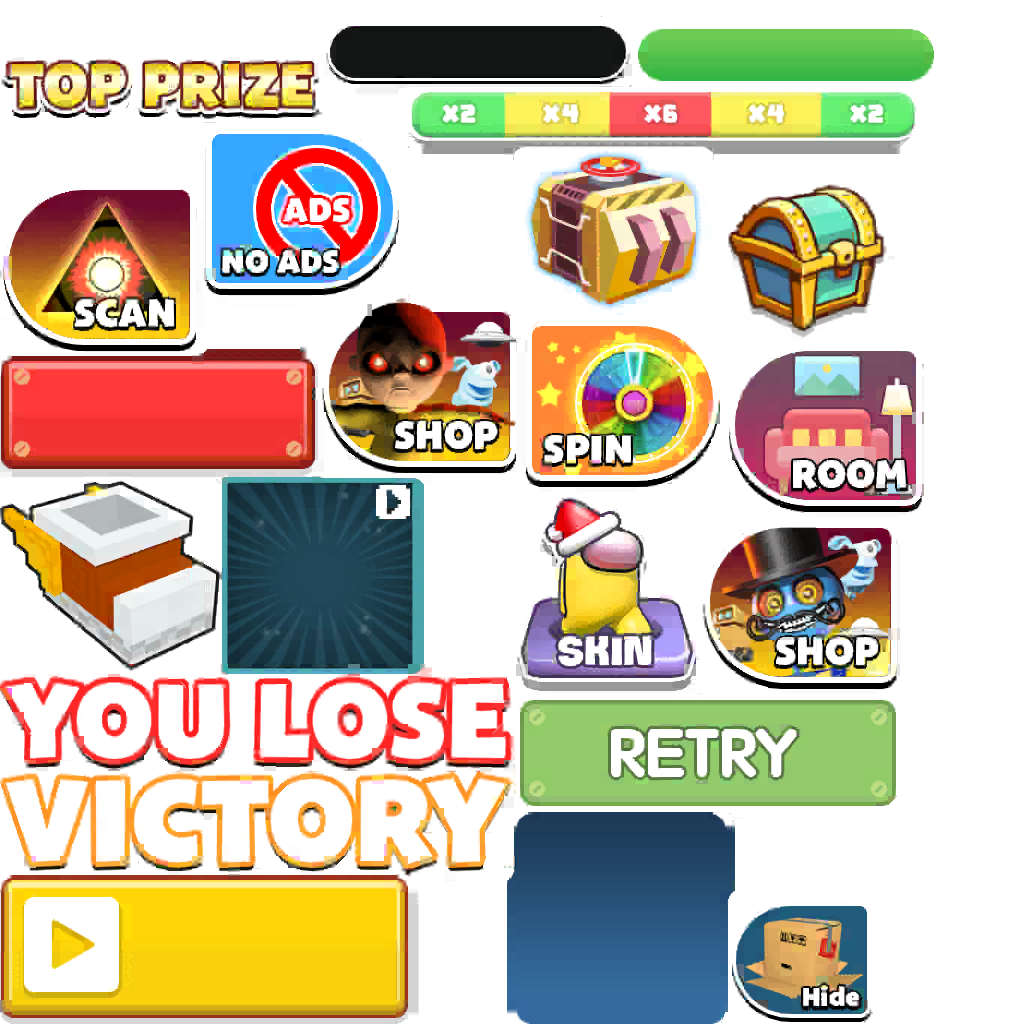 TOP PRIZE
X2 X4 X6 X4 X2
ADS
NO ADS
SCAN
SHOP
SPIN
ROOM
SKIN
SHOP
YOU LOSE
RETRY
VICTORY
Hide